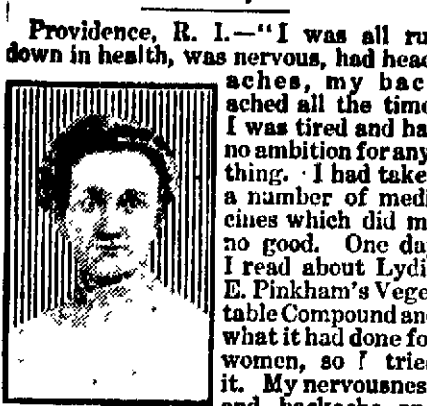 Providence, R. I.—"I was all ru
down in health, was nervous, had head
aches, my bac
ached all the time
I was tired and ha
no ambition for any
thing. I had take
a number of medi
cines which did m
no good. One da
I read about Lydi
E. Pinkham's Vege
table Compound an
what it had done fo
women, so I trie
it. My nervousnes
and backache an